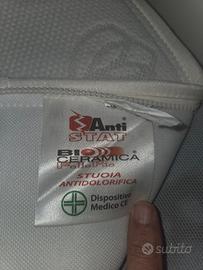 Anti
STAT
BIO
CERAMICA
STUOIA
ANTIDOLORIFICA
Dispositivo
Medico CE
subito